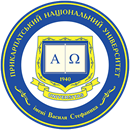 ПРИКАРПАТСЬКИЙ НАЦІОНАЛЬНИЙ УНІВЕРСИТЕТ
імені Василя Стефаника
Α Ω
1940